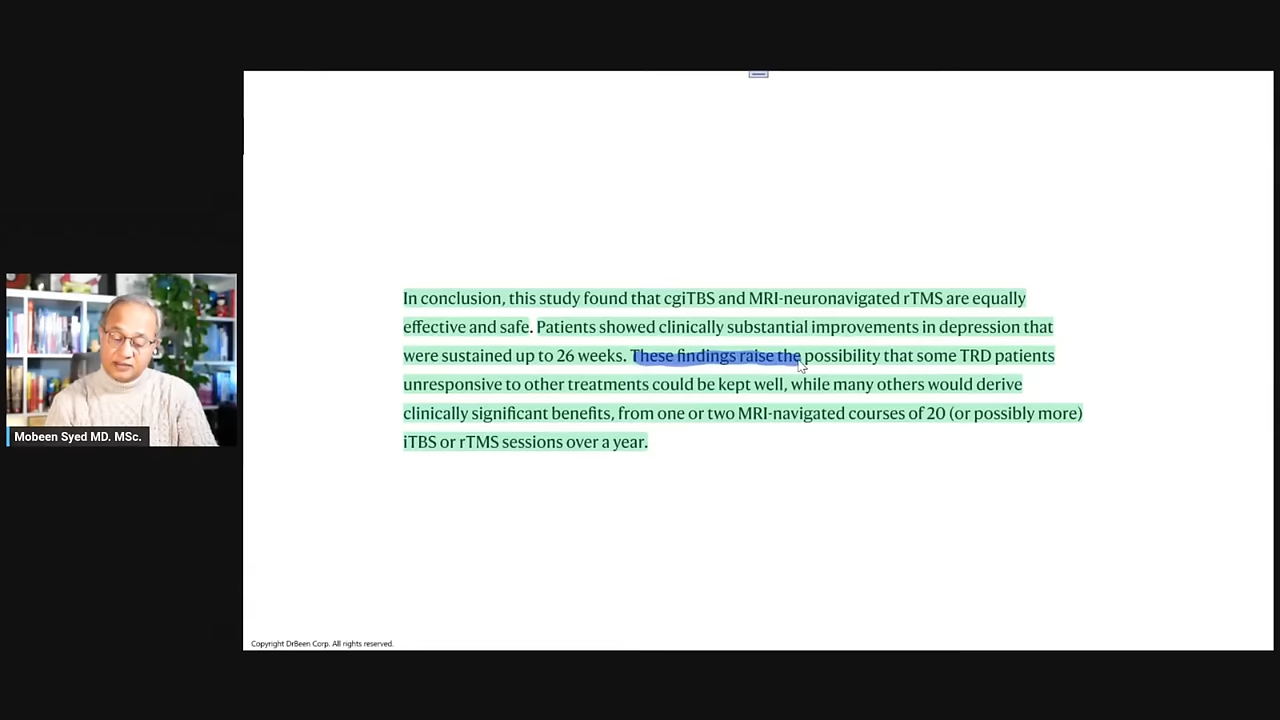 In conclusion, this study found that cgiTBS and MRI-neuronavigated rTMS are equally
effective and safe. Patients showed clinically substantial improvements in depression that
were sustained up to 26 weeks. These findings raise the possibility that some TRD patients
unresponsive to other treatments could be kept well, while many others would derive
clinically significant benefits, from one or two MRI-navigated courses of 20 (or possibly more)
iTBS or rTMS sessions over a year.
Mobeen Syed MD. MSc.
Copyright DrBeen Corp. All rights reserved.